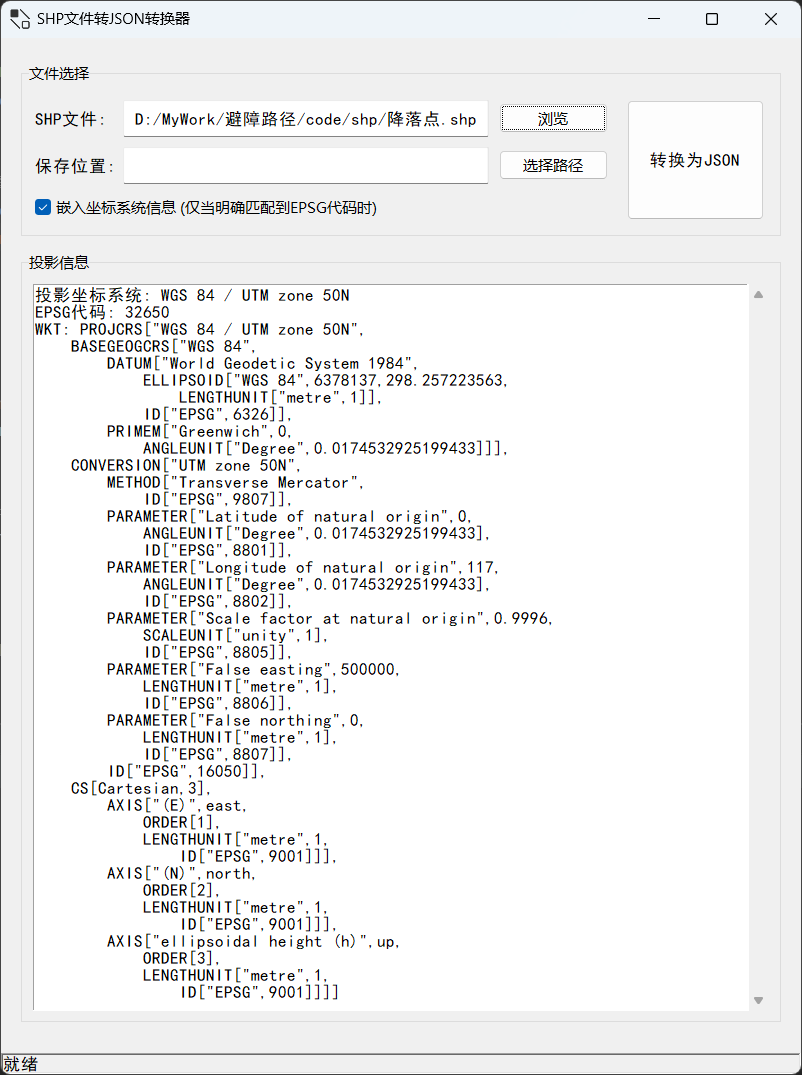 SHP文件转JSON转换器
文件选择
SHP文件: D:/MyWork/避障路径/code/shp/降落点.shp 浏览
转换为JSON
保存位置: 选择路径
嵌入坐标系统信息 (仅当明确匹配到EPSG代码时)
投影信息
投影坐标系统: WGS 84 / UTM zone 50N
EPSG代码: 32650
WKT: PROJCRS["WGS 84 / UTM zone 50N",
    BASEGEOGCRS["WGS 84",
        DATUM["World Geodetic System 1984",
            ELLIPSOID["WGS 84",6378137,298.257223563,
                LENGTHUNIT["metre",1]],
            ID["EPSG",6326]],
        PRIMEM["Greenwich",0,
            ANGLEUNIT["Degree",0.0174532925199433]]],
    CONVERSION["UTM zone 50N",
        METHOD["Transverse Mercator",
            ID["EPSG",9807]],
        PARAMETER["Latitude of natural origin",0,
            ANGLEUNIT["Degree",0.0174532925199433],
            ID["EPSG",8801]],
        PARAMETER["Longitude of natural origin",117,
            ANGLEUNIT["Degree",0.0174532925199433],
            ID["EPSG",8802]],
        PARAMETER["Scale factor at natural origin",0.9996,
            SCALEUNIT["unity",1],
            ID["EPSG",8805]],
        PARAMETER["False easting",500000,
            LENGTHUNIT["metre",1],
            ID["EPSG",8806]],
        PARAMETER["False northing",0,
            LENGTHUNIT["metre",1],
            ID["EPSG",8807]],
        ID["EPSG",16050]],
    CS[Cartesian,3],
        AXIS["(E)",east,
            ORDER[1],
            LENGTHUNIT["metre",1,
                ID["EPSG",9001]]],
        AXIS["(N)",north,
            ORDER[2],
            LENGTHUNIT["metre",1,
                ID["EPSG",9001]]],
        AXIS["ellipsoidal height (h)",up,
            ORDER[3],
            LENGTHUNIT["metre",1,
                ID["EPSG",9001]]]]
就绪